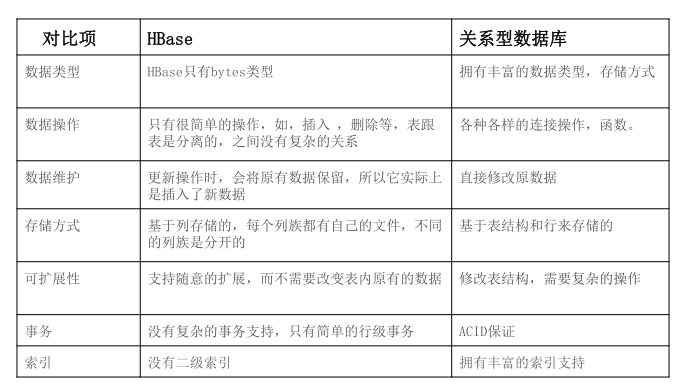 对比项 HBase 关系型数据库
数据类型 HBase只有bytes类型 拥有丰富的数据类型，存储方式
数据操作 只有很简单的操作，如，插入 ，删除等，表跟 各种各样的连接操作，函数。
表是分离的，之间没有复杂的关系
数据维护 更新操作时，会将原有数据保留，所以它实际上 直接修改原数据
是插入了新数据
存储方式 基于列存储的，每个列族都有自己的文件，不同 基于表结构和行来存储的
的列族是分开的
可扩展性 支持随意的扩展，而不需要改变表内原有的数据 修改表结构，需要复杂的操作
事务 没有复杂的事务支持，只有简单的行级事务 ACID保证
索引 没有二级索引 拥有丰富的索引支持